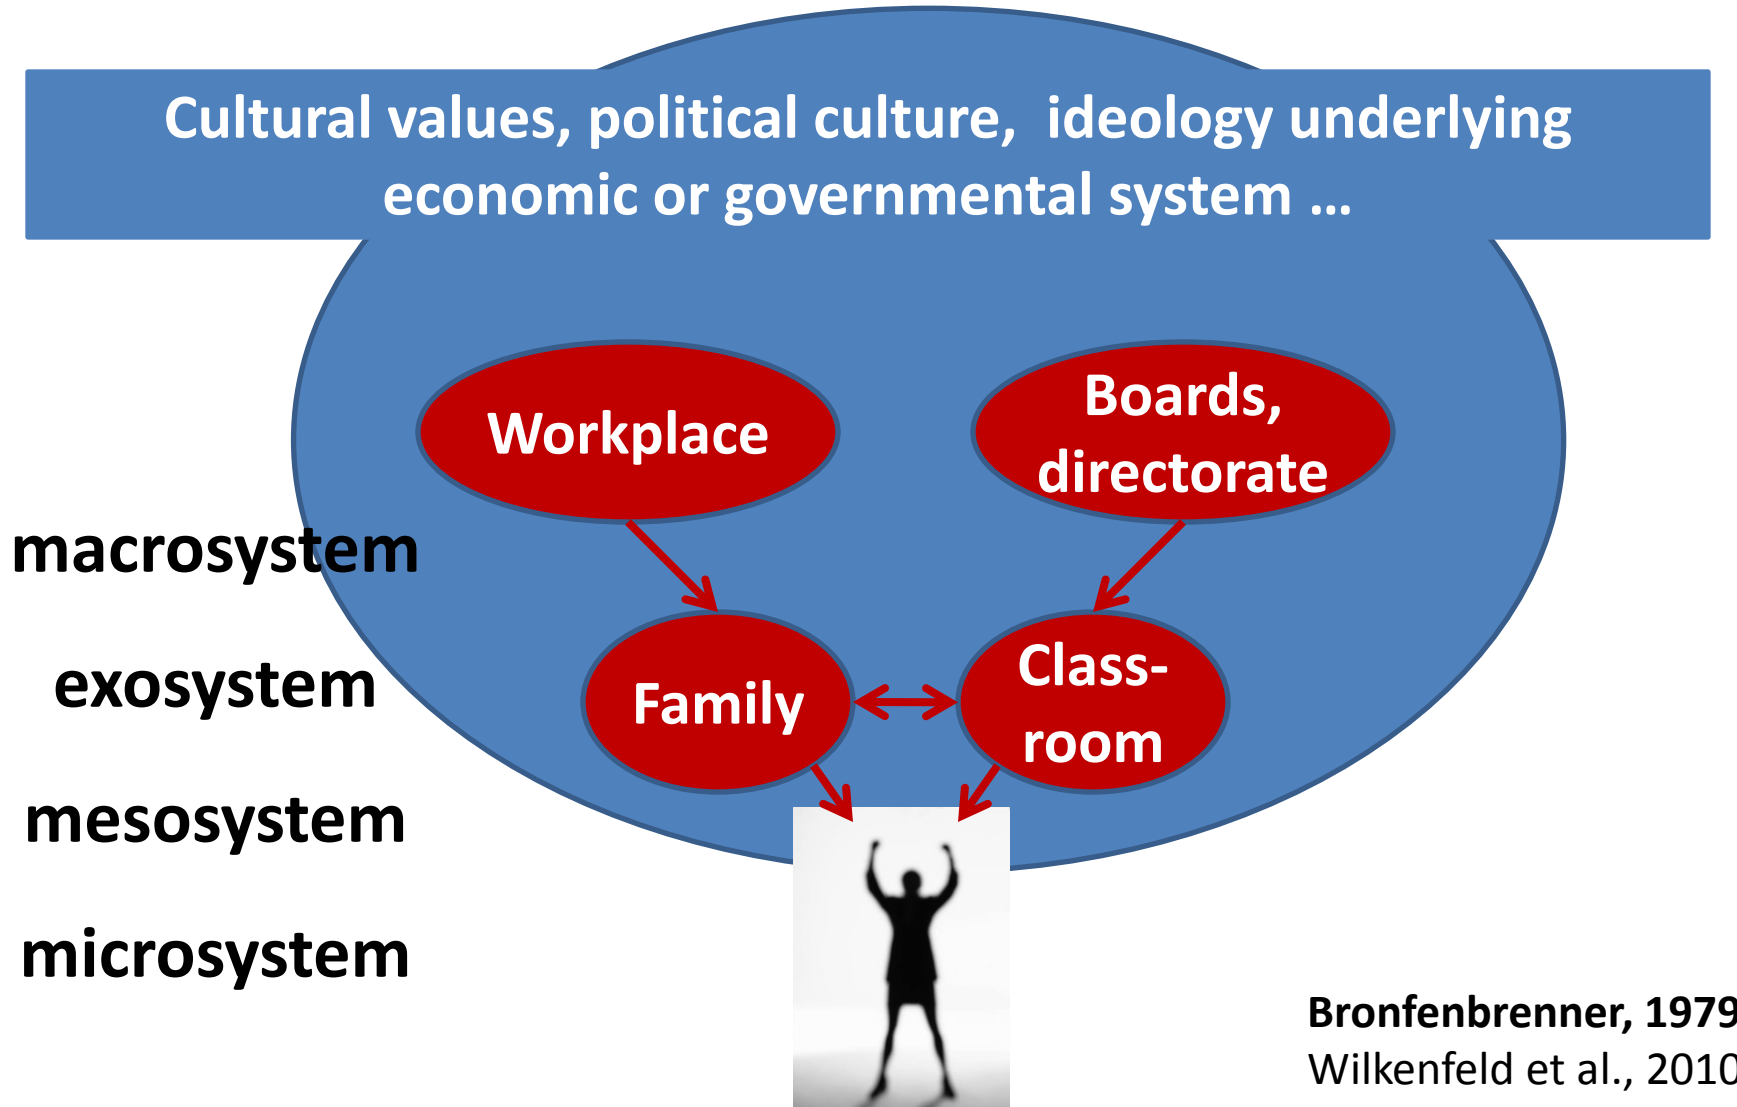 Cultural values, political culture,  ideology underlying
economic or governmental system ...
Workplace
Boards,
directorate
macrosystem
exosystem
Family
Class-
room
mesosystem
microsystem
Bronfenbrenner, 1979
Wilkenfeld et al., 2010